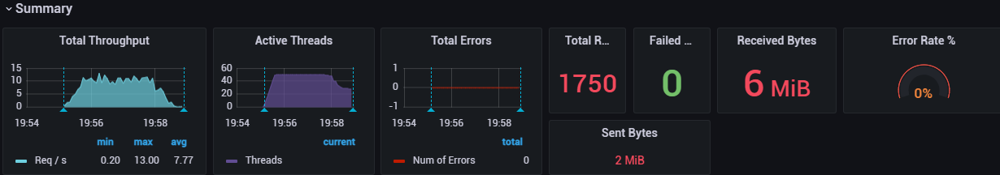 Summary
Total Throughput
15
10
5
0
19:54 19:56 19:58
min max avg
Req / s 0.20 13.00 7.77
Active Threads
60
40
20
0
19:54 19:56 19:58
current
Threads
Total Errors
1
0
-1
19:54 19:56 19:58
total
Num of Errors 0
Total R...
1750
Failed ...
0
Received Bytes
6 MiB
Error Rate %
0%
Sent Bytes
2 MiB